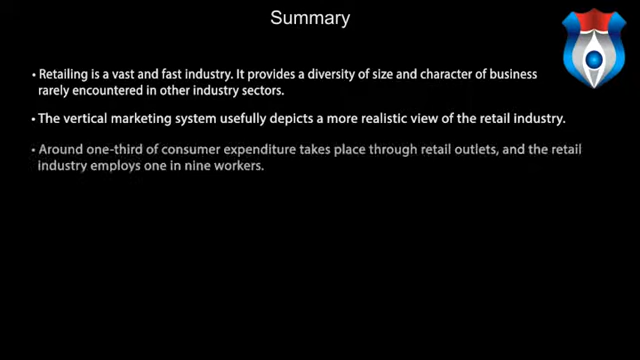 Summary
• Retailing is a vast and fast industry. It provides a diversity of size and character of business
rarely encountered in other industry sectors.
• The vertical marketing system usefully depicts a more realistic view of the retail industry.
• Around one-third of consumer expenditure takes place through retail outlets, and the retail
industry employs one in nine workers.